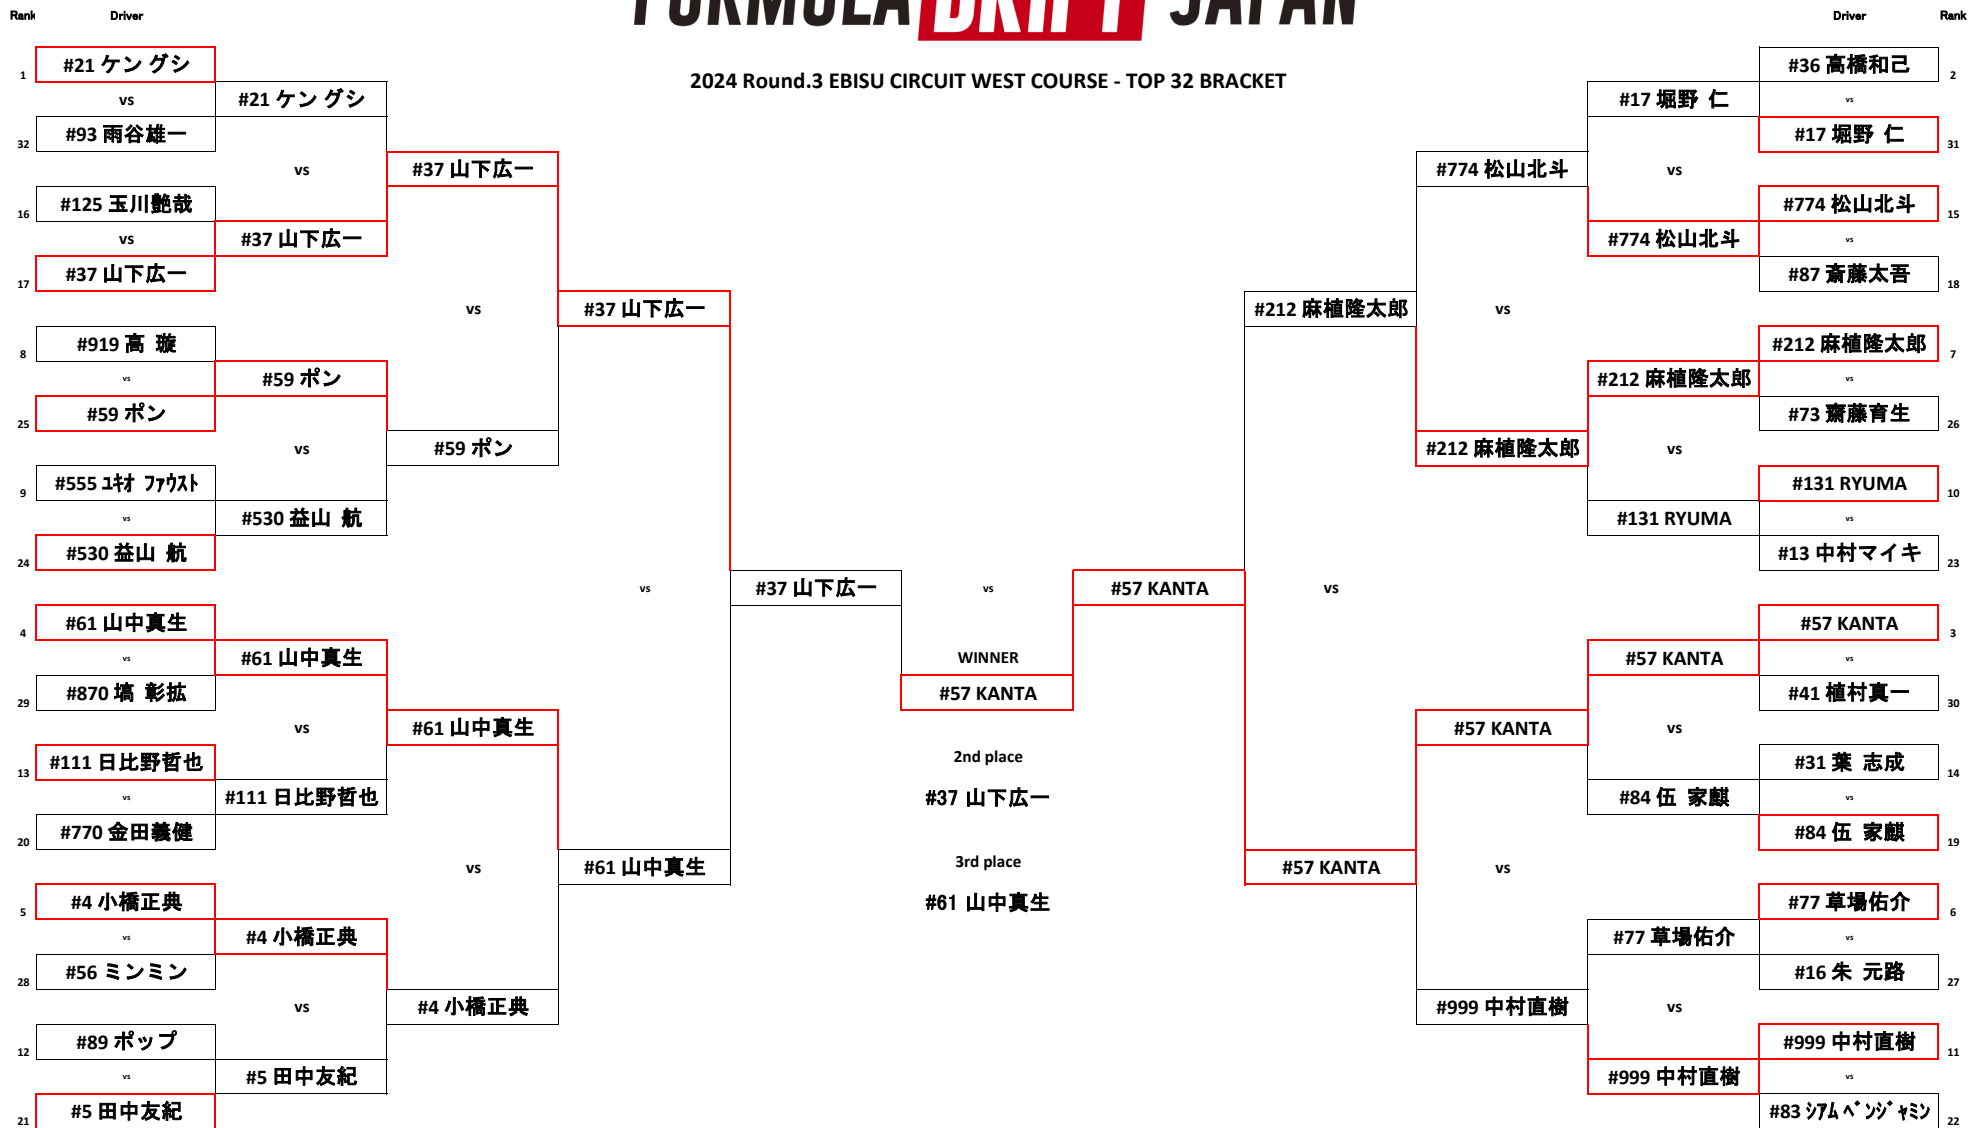 FORMULA DRIFT JAPAN
Rank Driver
Driver Rank
2024 Round.3 EBISU CIRCUIT WEST COURSE - TOP 32 BRACKET
1 #21 ケン グシ
vs
32 #93 雨谷雄一
16 #125 玉川艶哉
vs
17 #37 山下広一
8 #919 高 璇
vs
25 #59 ポン
9 #555 ユキオ ファウスト
vs
24 #530 益山 航
4 #61 山中真生
vs
29 #870 塙 彰拡
13 #111 日比野哲也
vs
20 #770 金田義健
5 #4 小橋正典
vs
28 #56 ミンミン
12 #89 ポップ
vs
21 #5 田中友紀
#21 ケン グシ
vs
#37 山下広一
#59 ポン
vs
#530 益山 航
#61 山中真生
vs
#111 日比野哲也
#4 小橋正典
vs
#5 田中友紀
#37 山下広一
vs
#59 ポン
#61 山中真生
vs
#4 小橋正典
#37 山下広一
vs
#61 山中真生
#37 山下広一
vs
#57 KANTA
WINNER
#57 KANTA
2nd place
#37 山下広一
3rd place
#61 山中真生
#212 麻植隆太郎
vs
#57 KANTA
#774 松山北斗
vs
#212 麻植隆太郎
#57 KANTA
vs
#999 中村直樹
#17 堀野 仁
vs
#774 松山北斗
#212 麻植隆太郎
vs
#131 RYUMA
#57 KANTA
vs
#84 伍 家麒
#77 草場佑介
vs
#999 中村直樹
#36 高橋和己 2
vs
#17 堀野 仁 31
#774 松山北斗 15
vs
#87 斎藤太吾 18
#212 麻植隆太郎 7
vs
#73 齋藤育生 26
#131 RYUMA 10
vs
#13 中村マイキ 23
#57 KANTA 3
vs
#41 植村真一 30
#31 葉 志成 14
vs
#84 伍 家麒 19
#77 草場佑介 6
vs
#16 朱 元路 27
#999 中村直樹 11
vs
#83 シアム ベンジャミン 22